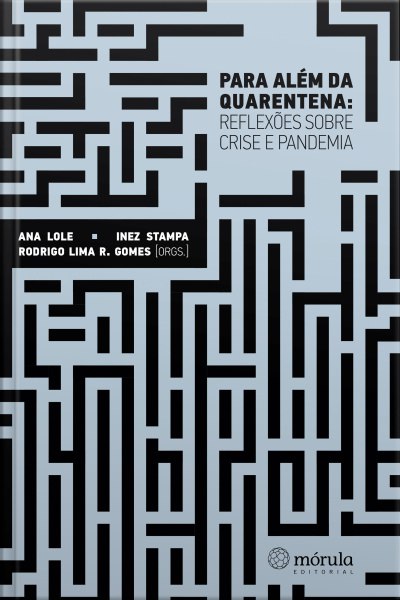 PARA ALÉM DA
QUARENTENA:
REFLEXÕES SOBRE
CRISE E PANDEMIA
ANA LOLE ▪ INEZ STAMPA
RODRIGO LIMA R. GOMES [ORGS.]
mórula
EDITORIAL